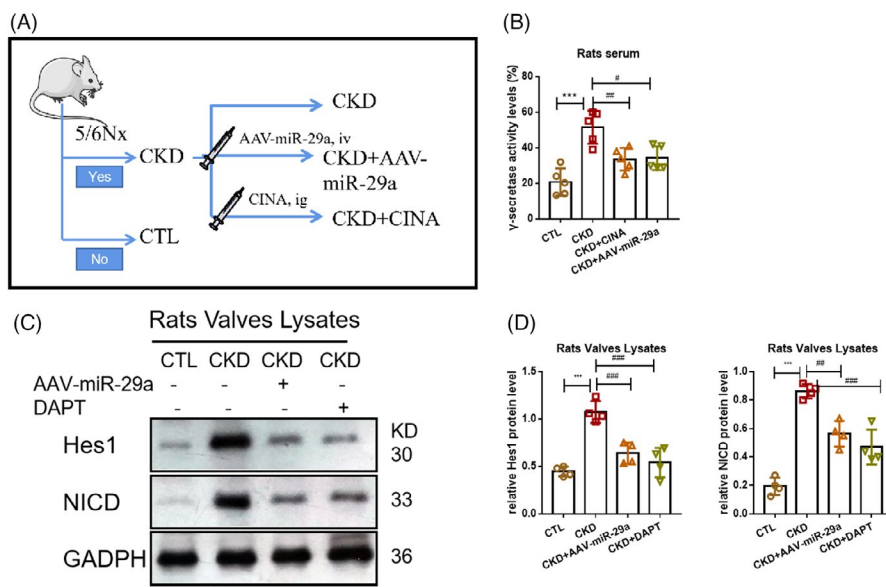 (A)
5/6Nx
Yes
No
CKD
CTL
AAV-miR-29a, iv
CINA, ig
CKD
CKD+AAV-
miR-29a
CKD+CINA
(B)
Rats serum
γ-secretase activity levels (%)
80
60
40
20
0
***
##
#
CTL
CKD
CKD+CINA
CKD+AAV-miR-29a
(C)
Rats Valves Lysates
CTL CKD CKD CKD
AAV-miR-29a - - + -
DAPT - - - +
KD
Hes1 30
NICD 33
GADPH 36
(D)
Rats Valves Lysates
relative Hes1 protein level
1.5
1.0
0.5
0.0
***
###
###
CTL
CKD
CKD+AAV-miR-29a
CKD+DAPT
Rats Valves Lysates
relative NICD protein level
1.0
0.8
0.6
0.4
0.2
0.0
***
##
###
CTL
CKD
CKD+AAV-miR-29a
CKD+DAPT